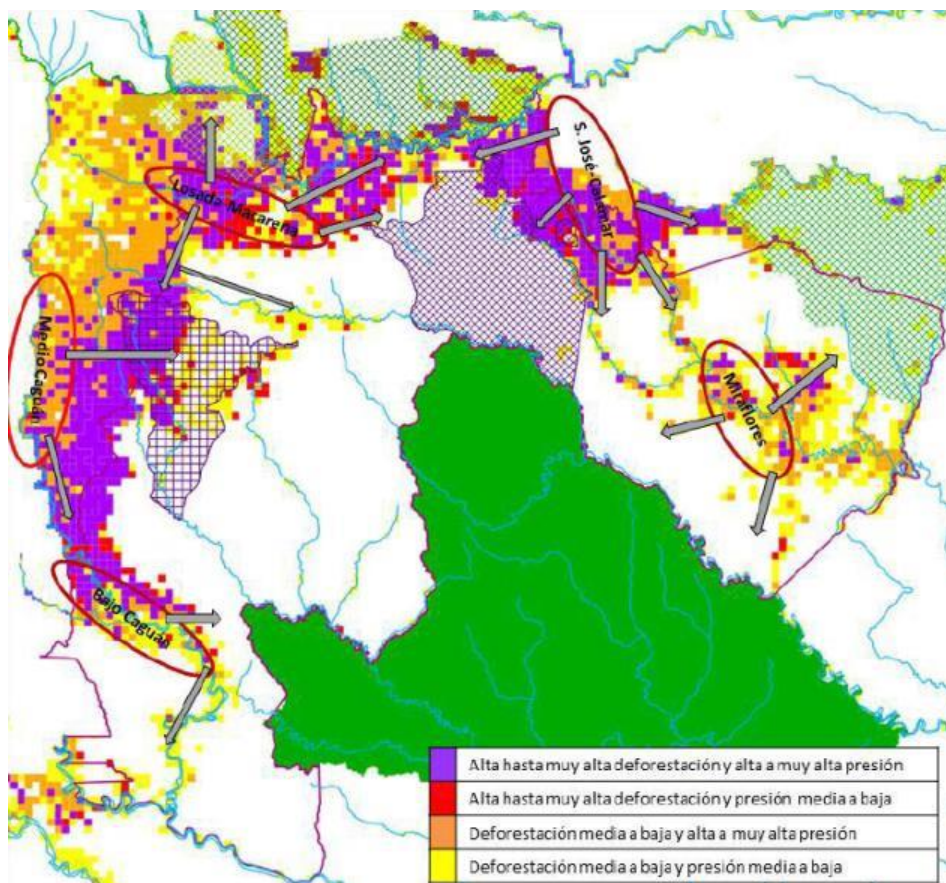 S. José-Calamar
Losada-Macarena
Medio Caguán
Miraflores
Bajo Caguán
Alta hasta muy alta deforestación y alta a muy alta presión
Alta hasta muy alta deforestación y presión media a baja
Deforestación media a baja y alta a muy alta presión
Deforestación media a baja y presión media a baja